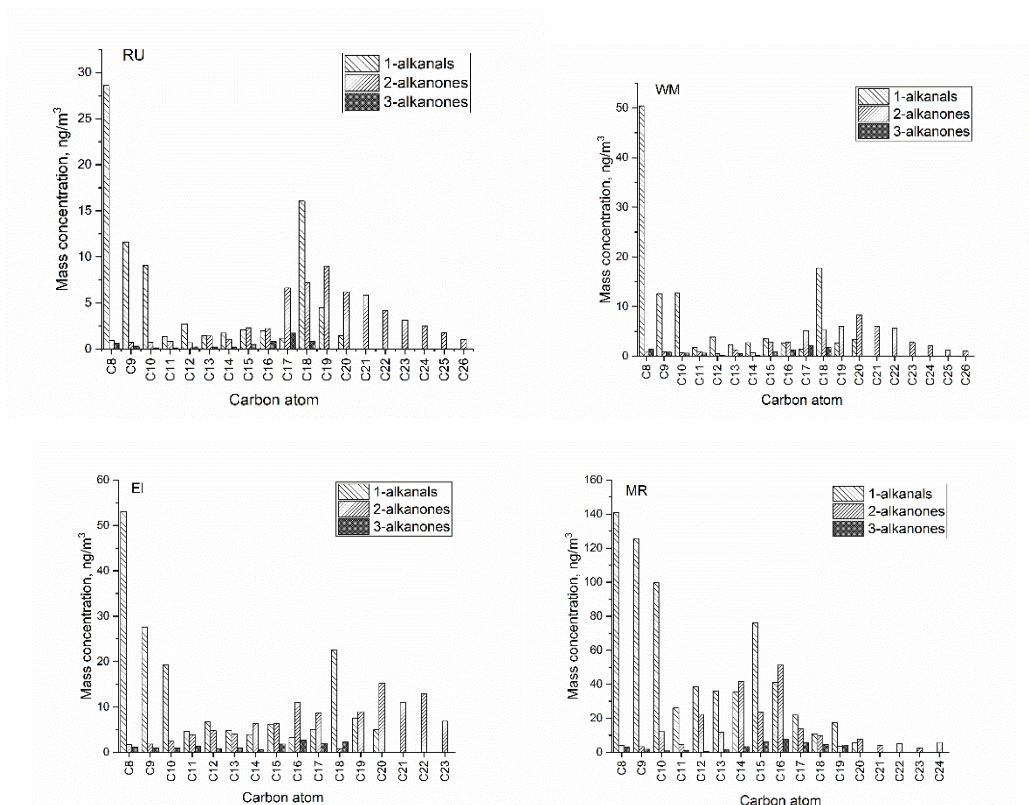 RU
1-alkanals
2-alkanones
3-alkanones
Mass concentration, ng/m³
30
25
20
15
10
5
0
C8 C9 C10 C11 C12 C13 C14 C15 C16 C17 C18 C19 C20 C21 C22 C23 C24 C25 C26
Carbon atom
WM
1-alkanals
2-alkanones
3-alkanones
Mass concentration, ng/m³
50
40
30
20
10
0
C8 C9 C10 C11 C12 C13 C14 C15 C16 C17 C18 C19 C20 C21 C22 C23 C24 C25 C26
Carbon atom
EI
1-alkanals
2-alkanones
3-alkanones
Mass concentration, ng/m³
60
50
40
30
20
10
0
C8 C9 C10 C11 C12 C13 C14 C15 C16 C17 C18 C19 C20 C21 C22 C23
Carbon atom
MR
1-alkanals
2-alkanones
3-alkanones
Mass concentration, ng/m³
160
140
120
100
80
60
40
20
0
C8 C9 C10 C11 C12 C13 C14 C15 C16 C17 C18 C19 C20 C21 C22 C23 C24
Carbon atom